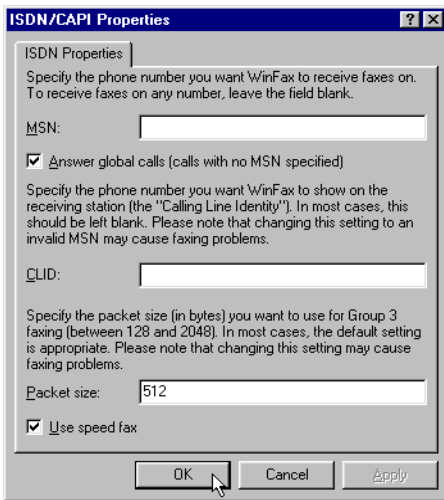 ISDN/CAPI Properties
ISDN Properties
Specify the phone number you want WinFax to receive faxes on.
To receive faxes on any number, leave the field blank.
MSN:
Answer global calls (calls with no MSN specified)
Specify the phone number you want WinFax to show on the
receiving station (the "Calling Line Identity"). In most cases, this
should be left blank. Please note that changing this setting to an
invalid MSN may cause faxing problems.
CLID:
Specify the packet size (in bytes) you want to use for Group 3
faxing (between 128 and 2048). In most cases, the default setting
is appropriate. Please note that changing this setting may cause
faxing problems.
Packet size: 512
Use speed fax
OK Cancel Apply